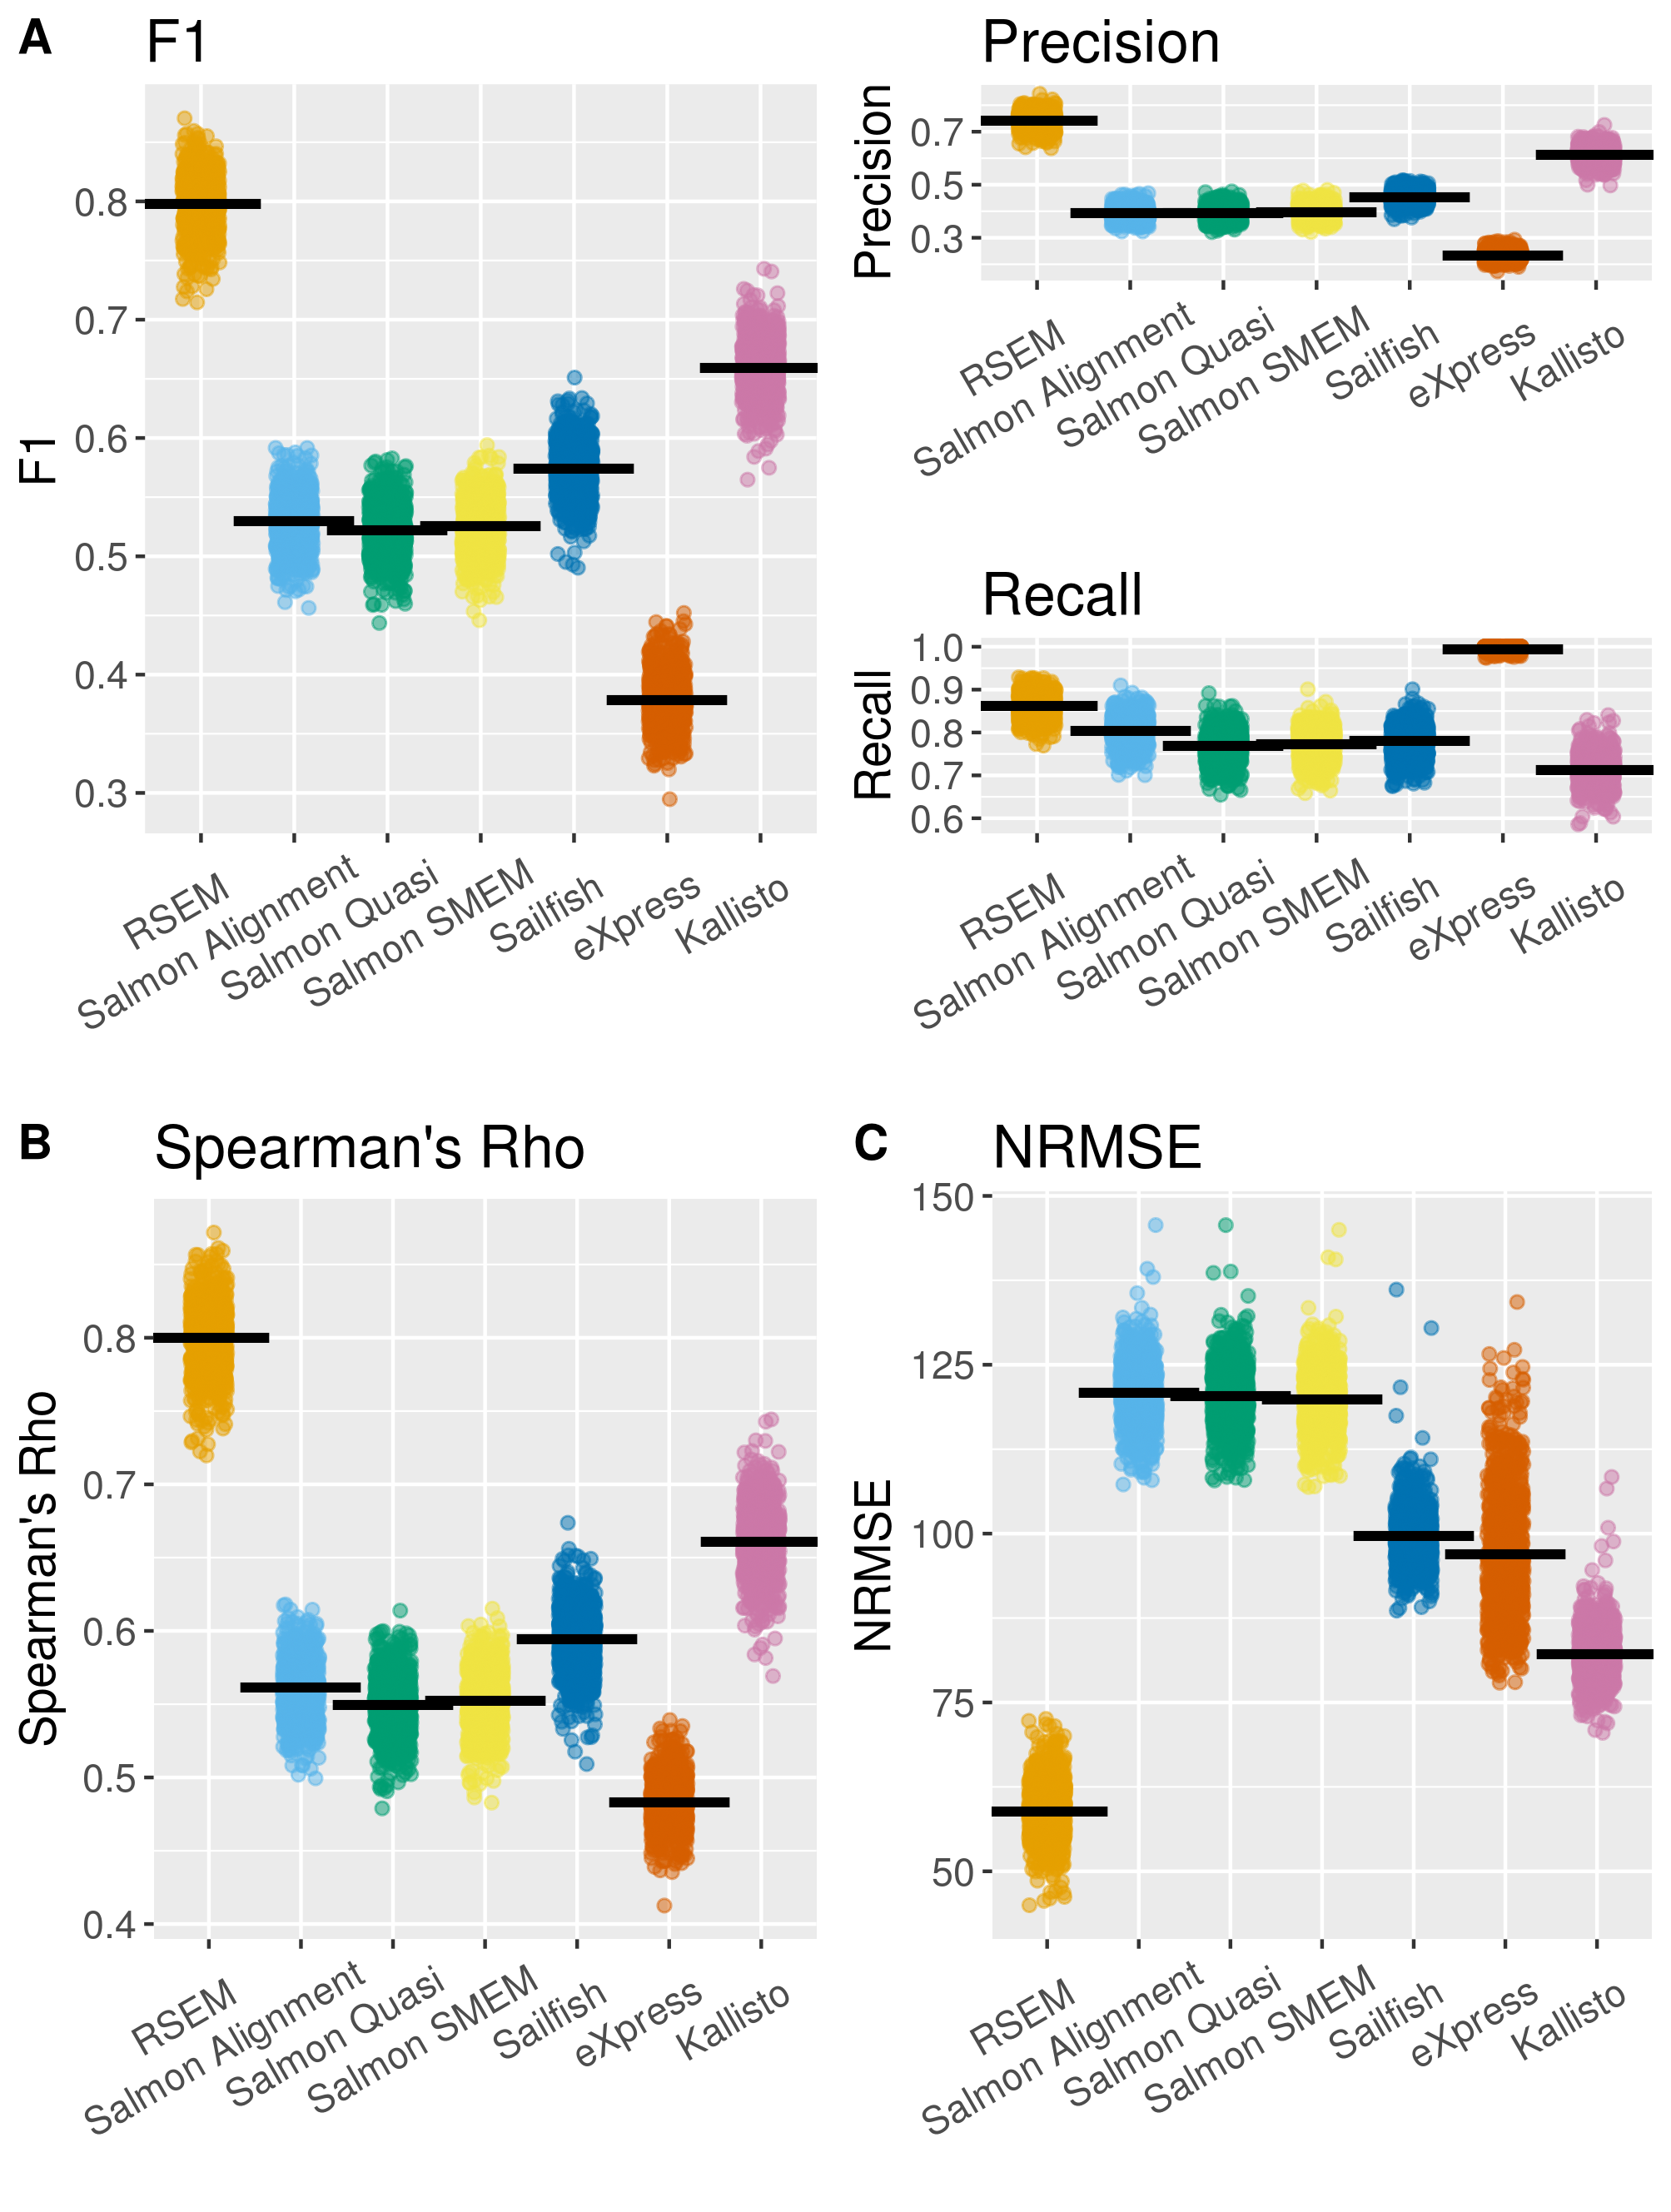 A
F1
F1
0.8
0.7
0.6
0.5
0.4
0.3
RSEM
Salmon Alignment
Salmon Quasi
Salmon SMEM
Sailfish
eXpress
Kallisto
Precision
Precision
0.7
0.5
0.3
RSEM
Salmon Alignment
Salmon Quasi
Salmon SMEM
Sailfish
eXpress
Kallisto
Recall
Recall
1.0
0.9
0.8
0.7
0.6
RSEM
Salmon Alignment
Salmon Quasi
Salmon SMEM
Sailfish
eXpress
Kallisto
B
Spearman's Rho
Spearman's Rho
0.8
0.7
0.6
0.5
0.4
RSEM
Salmon Alignment
Salmon Quasi
Salmon SMEM
Sailfish
eXpress
Kallisto
C
NRMSE
NRMSE
150
125
100
75
50
RSEM
Salmon Alignment
Salmon Quasi
Salmon SMEM
Sailfish
eXpress
Kallisto